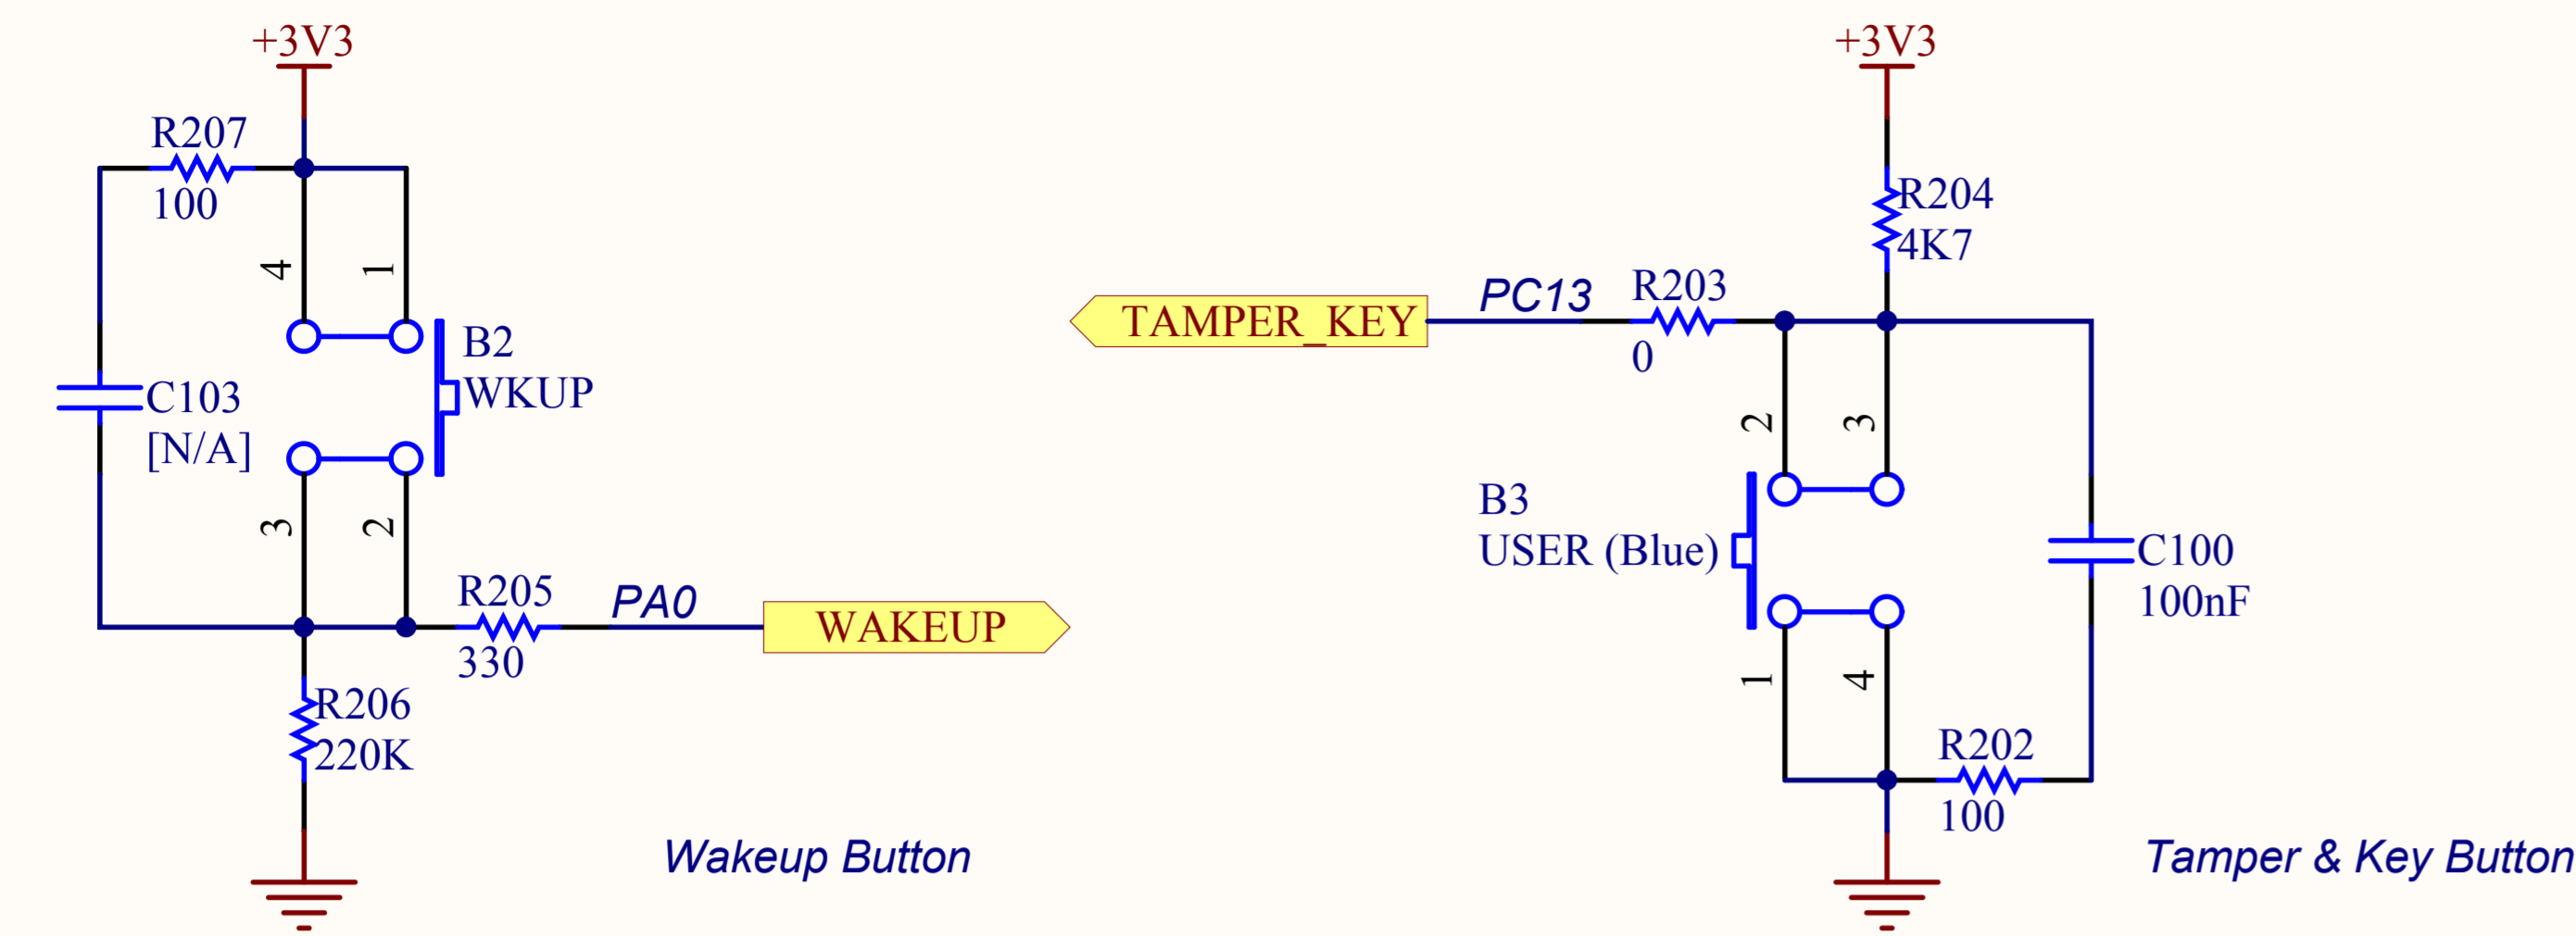 +3V3
R207
100
4
1
B2
WKUP
C103
[N/A]
3
2
R205
330
PA0
WAKEUP
R206
220K
Wakeup Button
+3V3
R204
4K7
TAMPER_KEY
PC13
R203
0
2
3
B3
USER (Blue)
C100
100nF
1
4
R202
100
Tamper & Key Button